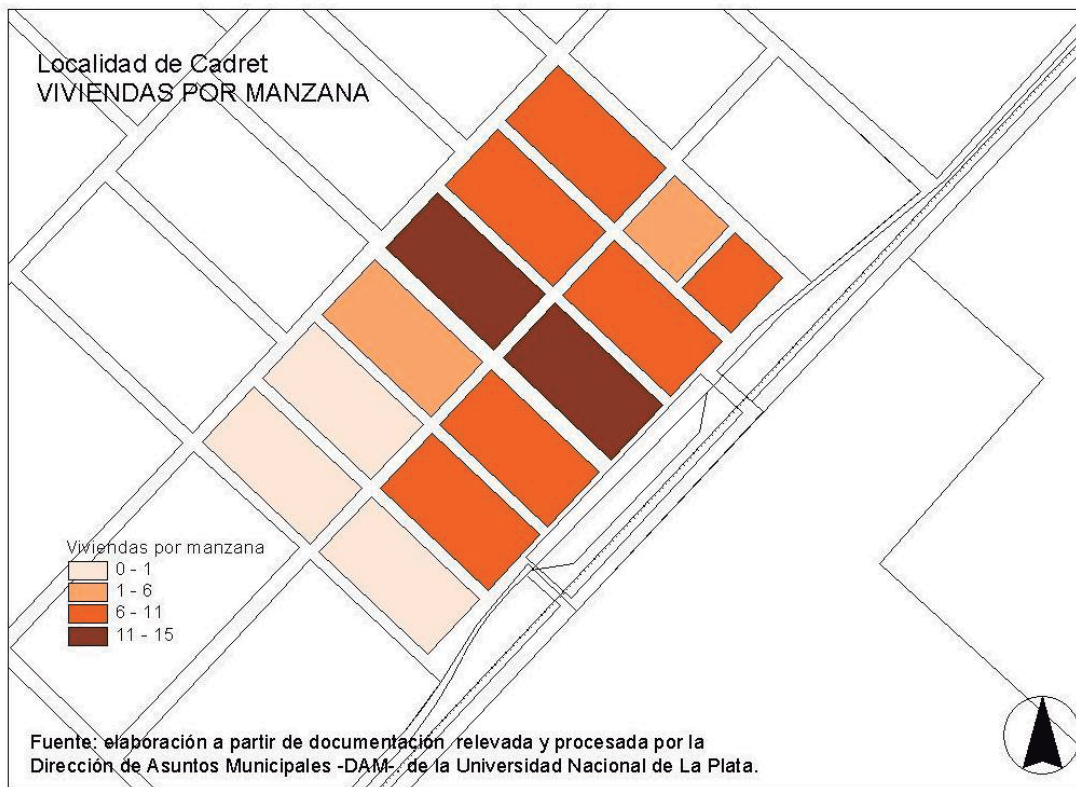 Localidad de Cadret
VIVIENDAS POR MANZANA
Viviendas por manzana
0 - 1
1 - 6
6 - 11
11 - 15
Fuente: elaboración a partir de documentación relevada y procesada por la
Dirección de Asuntos Municipales -DAM-. de la Universidad Nacional de La Plata.